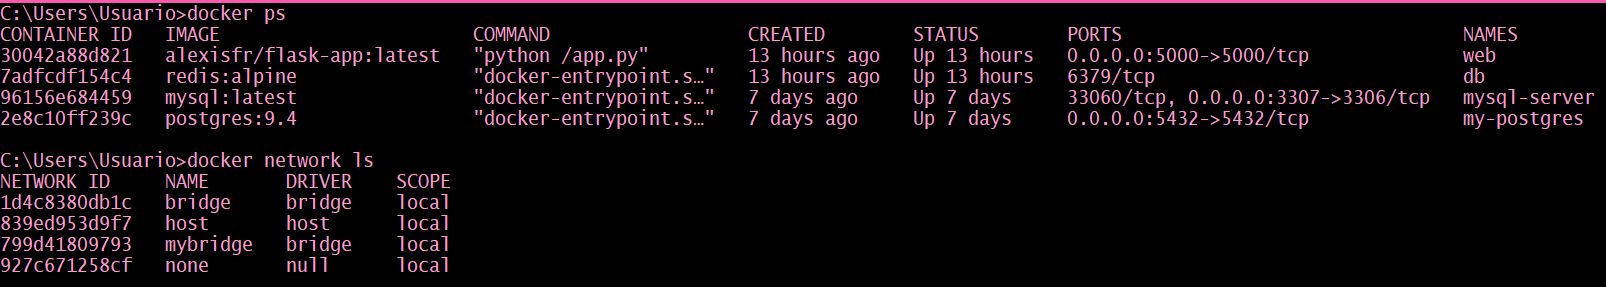 C:\Users\Usuario>docker ps
CONTAINER ID   IMAGE                       COMMAND                  CREATED        STATUS        PORTS                               NAMES
30042a88d821   alexisfr/flask-app:latest   "python /app.py"         13 hours ago   Up 13 hours   0.0.0.0:5000->5000/tcp              web
7adfcdf154c4   redis:alpine                "docker-entrypoint.s…"   13 hours ago   Up 13 hours   6379/tcp                            db
96156e684459   mysql:latest                "docker-entrypoint.s…"   7 days ago     Up 7 days     33060/tcp, 0.0.0.0:3307->3306/tcp   mysql-server
2e8c10ff239c   postgres:9.4                "docker-entrypoint.s…"   7 days ago     Up 7 days     0.0.0.0:5432->5432/tcp              my-postgres
C:\Users\Usuario>docker network ls
NETWORK ID     NAME       DRIVER    SCOPE
1d4c8380db1c   bridge     bridge    local
839ed953d9f7   host       host      local
799d41809793   mybridge   bridge    local
927c671258cf   none       null      local